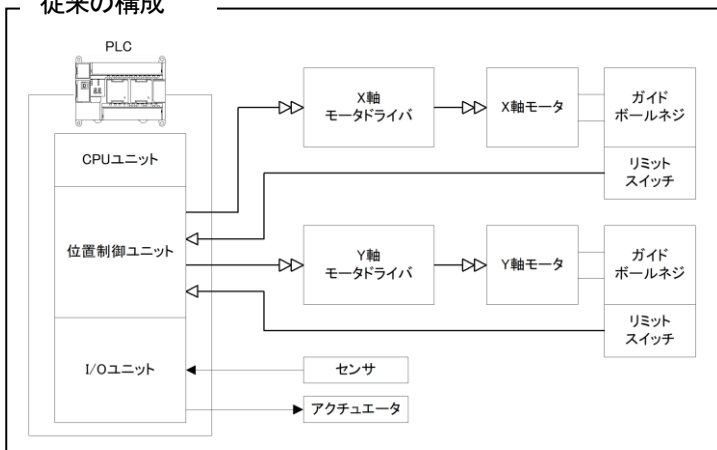 従来の構成
PLC
CPUユニット
位置制御ユニット
I/Oユニット
X軸
モータドライバ
X軸モータ
ガイド
ボールネジ
リミット
スイッチ
Y軸
モータドライバ
Y軸モータ
ガイド
ボールネジ
リミット
スイッチ
センサ
アクチュエータ